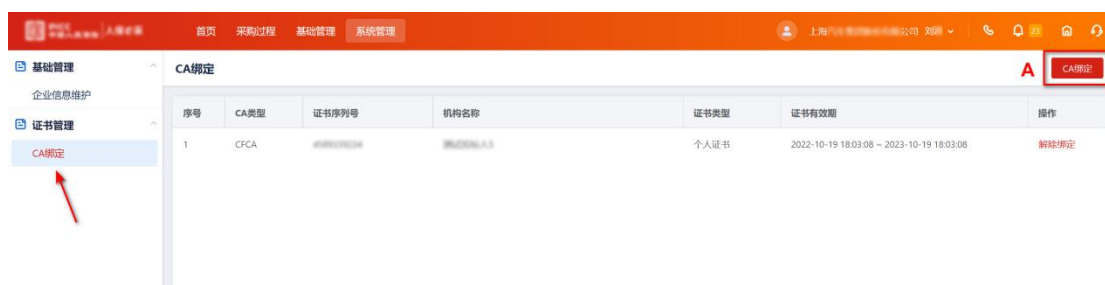 首页 采购过程 基础管理 系统管理 上海 公司 刘 23
基础管理
CA绑定
A CA绑定
企业信息维护
序号 CA类型 证书序列号 机构名称 证书类型 证书有效期 操作
证书管理
1 CFCA 个人证书 2022-10-19 18:03:08 ~ 2023-10-19 18:03:08 解除绑定
CA绑定